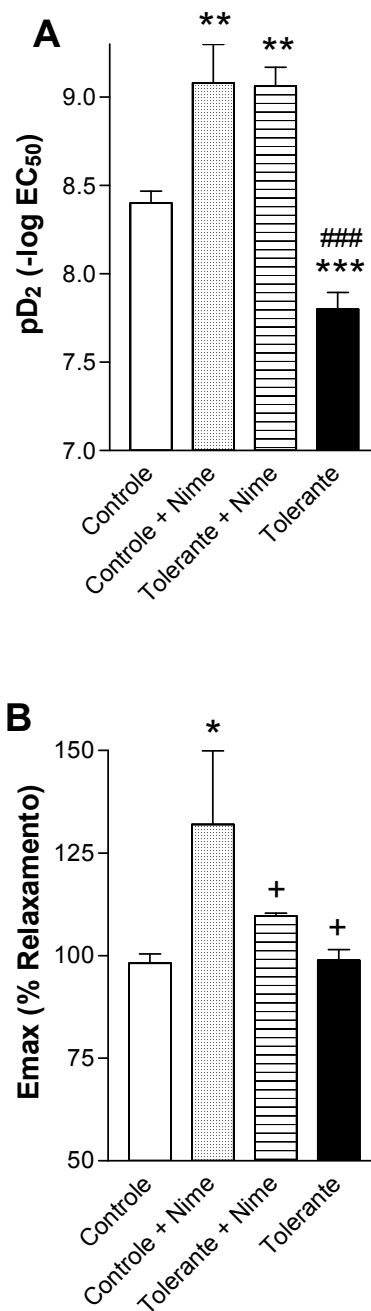 A
pD₂ (-log EC₅₀)
9.0
8.5
8.0
7.5
7.0
**
**
###
***
Controle
Controle + Nime
Tolerante + Nime
Tolerante
B
Emax (% Relaxamento)
150
125
100
75
50
*
+
+
Controle
Controle + Nime
Tolerante + Nime
Tolerante